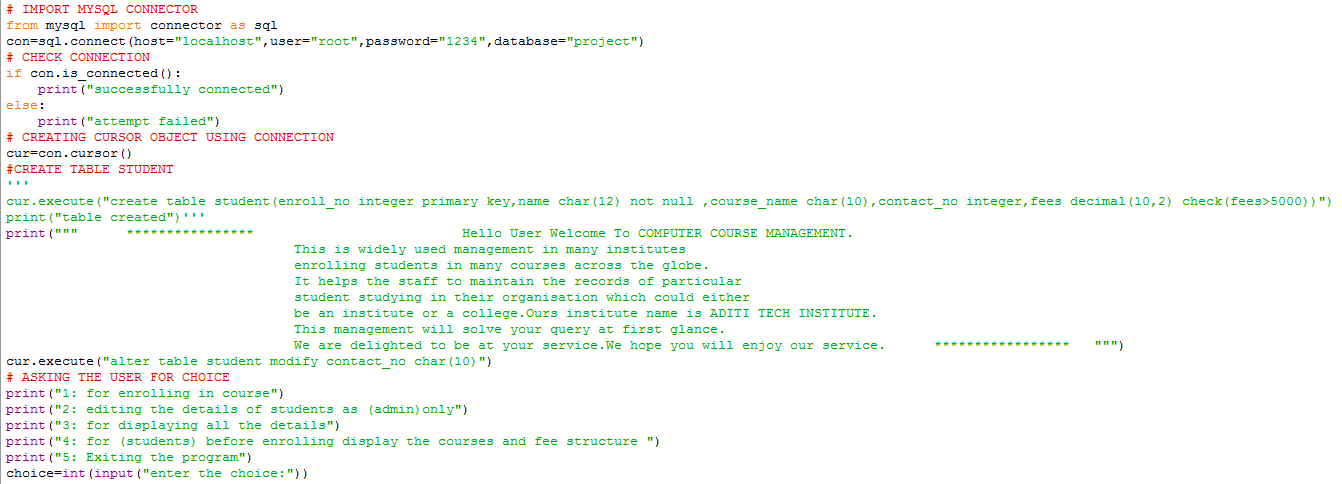 # IMPORT MYSQL CONNECTOR
from mysql import connector as sql
con=sql.connect(host="localhost",user="root",password="1234",database="project")
# CHECK CONNECTION
if con.is_connected():
    print("successfully connected")
else:
    print("attempt failed")
# CREATING CURSOR OBJECT USING CONNECTION
cur=con.cursor()
#CREATE TABLE STUDENT
'''
cur.execute("create table student(enroll_no integer primary key,name char(12) not null ,course_name char(10),contact_no integer,fees decimal(10,2) check(fees>5000))")
print("table created")'''
print("""      ****************                          Hello User Welcome To COMPUTER COURSE MANAGEMENT.
                                    This is widely used management in many institutes
                                    enrolling students in many courses across the globe.
                                    It helps the staff to maintain the records of particular
                                    student studying in their organisation which could either
                                    be an institute or a college.Ours institute name is ADITI TECH INSTITUTE.
                                    This management will solve your query at first glance.
                                    We are delighted to be at your service.We hope you will enjoy our service.      *****************   """)
cur.execute("alter table student modify contact_no char(10)")
# ASKING THE USER FOR CHOICE
print("1: for enrolling in course")
print("2: editing the details of students as (admin)only")
print("3: for displaying all the details")
print("4: for (students) before enrolling display the courses and fee structure ")
print("5: Exiting the program")
choice=int(input("enter the choice:"))